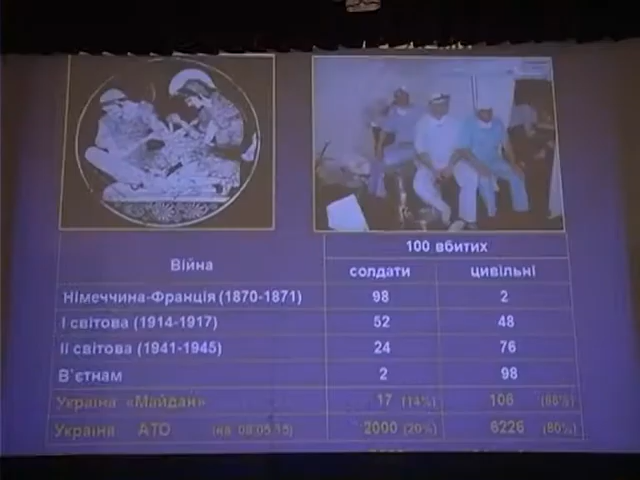 100 вбитих
Війна солдати цивільні
Німеччина-Франція (1870-1871) 98 2
І світова (1914-1917) 52 48
ІІ світова (1941-1945) 24 76
В'єтнам 2 98
Україна «Майдан» 17 (14%) 106
Україна АТО 2000 (20%) 6226 (80%)